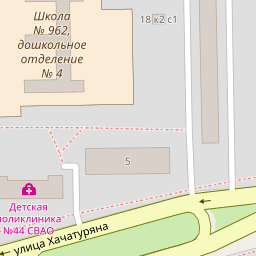 Школа
№ 962,
дошкольное
отделение
№ 4
18 к2 с1
5
Детская
поликлиника
№44 СВАО
улица Хачатуряна